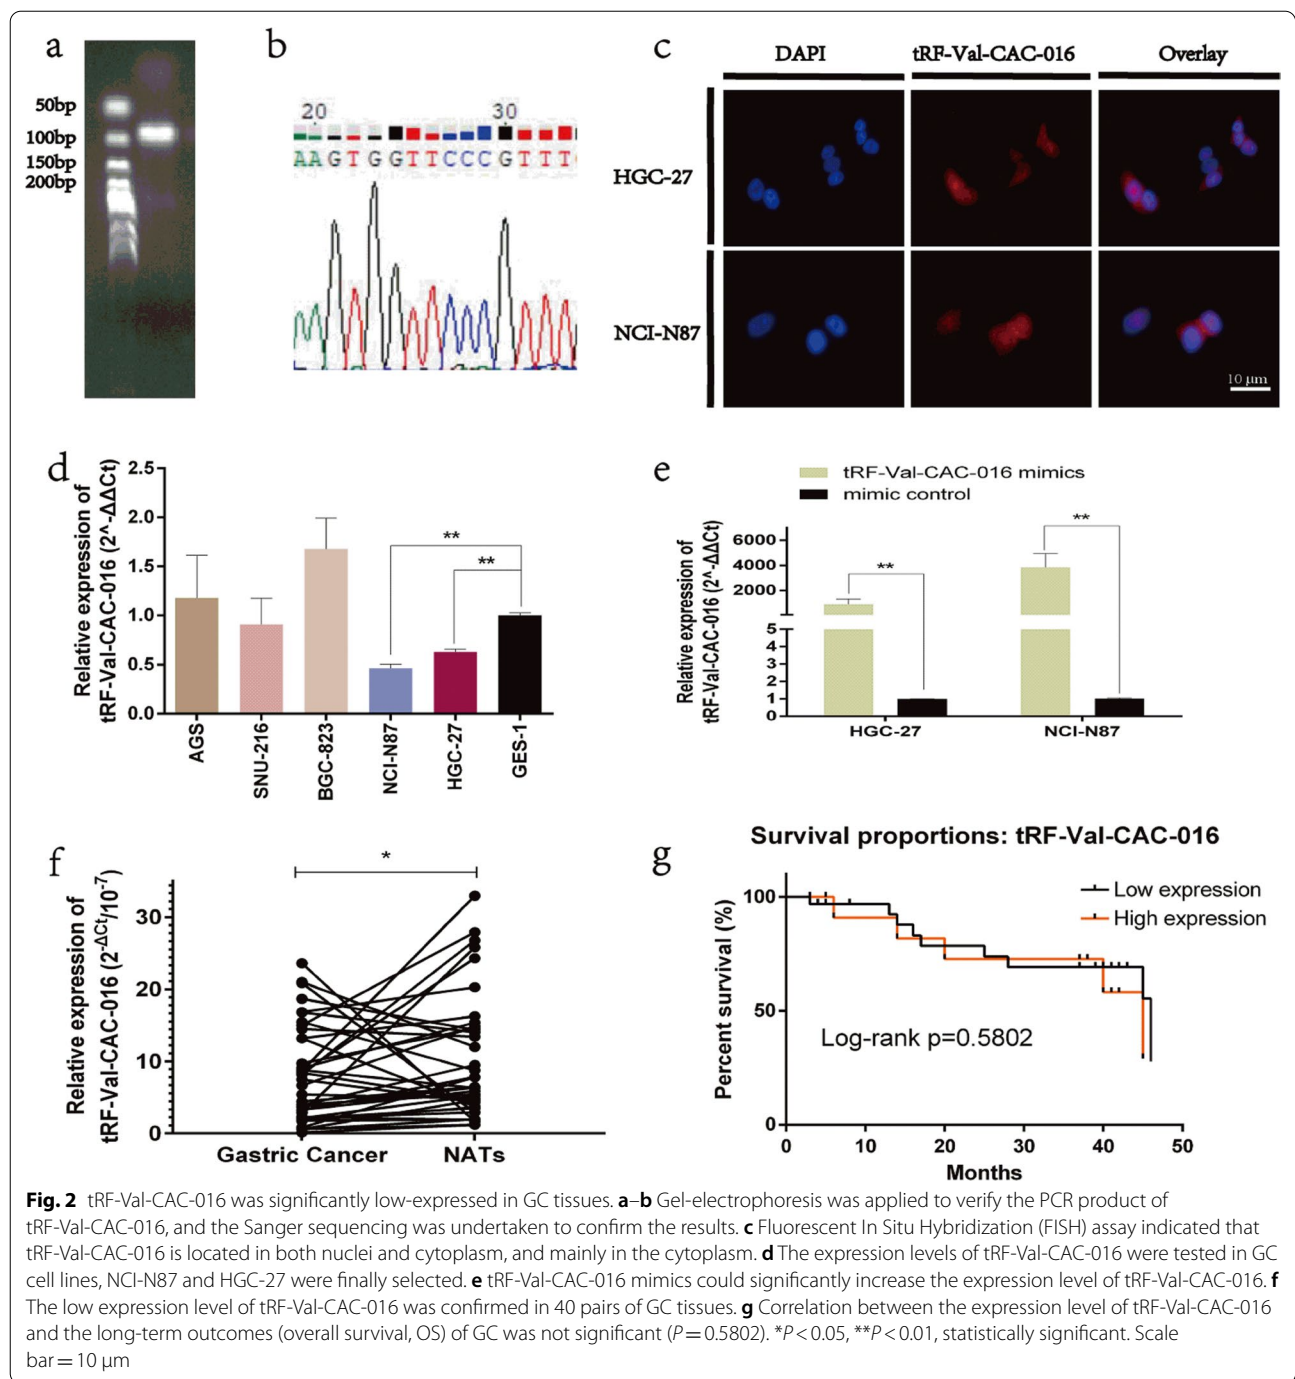 a
50bp
100bp
150bp
200bp
b
20 30
AAGTGGTTCCCGTTT
c
DAPI tRF-Val-CAC-016 Overlay
HGC-27
NCI-N87
10 μm
d
Relative expression of
tRF-Val-CAC-016 (2^-ΔΔCt)
2.5
2.0
1.5
1.0
0.5
0.0
**
**
AGS
SNU-216
BGC-823
NCI-N87
HGC-27
GES-1
e
tRF-Val-CAC-016 mimics
mimic control
Relative expression of
tRF-Val-CAC-016 (2^-ΔΔCt)
6000
4000
2000
5
4
3
2
1
0
**
**
HGC-27 NCI-N87
f
Relative expression of
tRF-Val-CAC-016 (2-ΔCt/10-7)
30
20
10
0
*
Gastric Cancer NATs
g
Survival proportions: tRF-Val-CAC-016
Percent survival (%)
100
50
0
Low expression
High expression
Log-rank p=0.5802
0 10 20 30 40 50
Months
Fig. 2 tRF-Val-CAC-016 was significantly low-expressed in GC tissues. a–b Gel-electrophoresis was applied to verify the PCR product of
tRF-Val-CAC-016, and the Sanger sequencing was undertaken to confirm the results. c Fluorescent In Situ Hybridization (FISH) assay indicated that
tRF-Val-CAC-016 is located in both nuclei and cytoplasm, and mainly in the cytoplasm. d The expression levels of tRF-Val-CAC-016 were tested in GC
cell lines, NCI-N87 and HGC-27 were finally selected. e tRF-Val-CAC-016 mimics could significantly increase the expression level of tRF-Val-CAC-016. f
The low expression level of tRF-Val-CAC-016 was confirmed in 40 pairs of GC tissues. g Correlation between the expression level of tRF-Val-CAC-016
and the long-term outcomes (overall survival, OS) of GC was not significant (P = 0.5802). *P < 0.05, **P < 0.01, statistically significant. Scale
bar = 10 μm